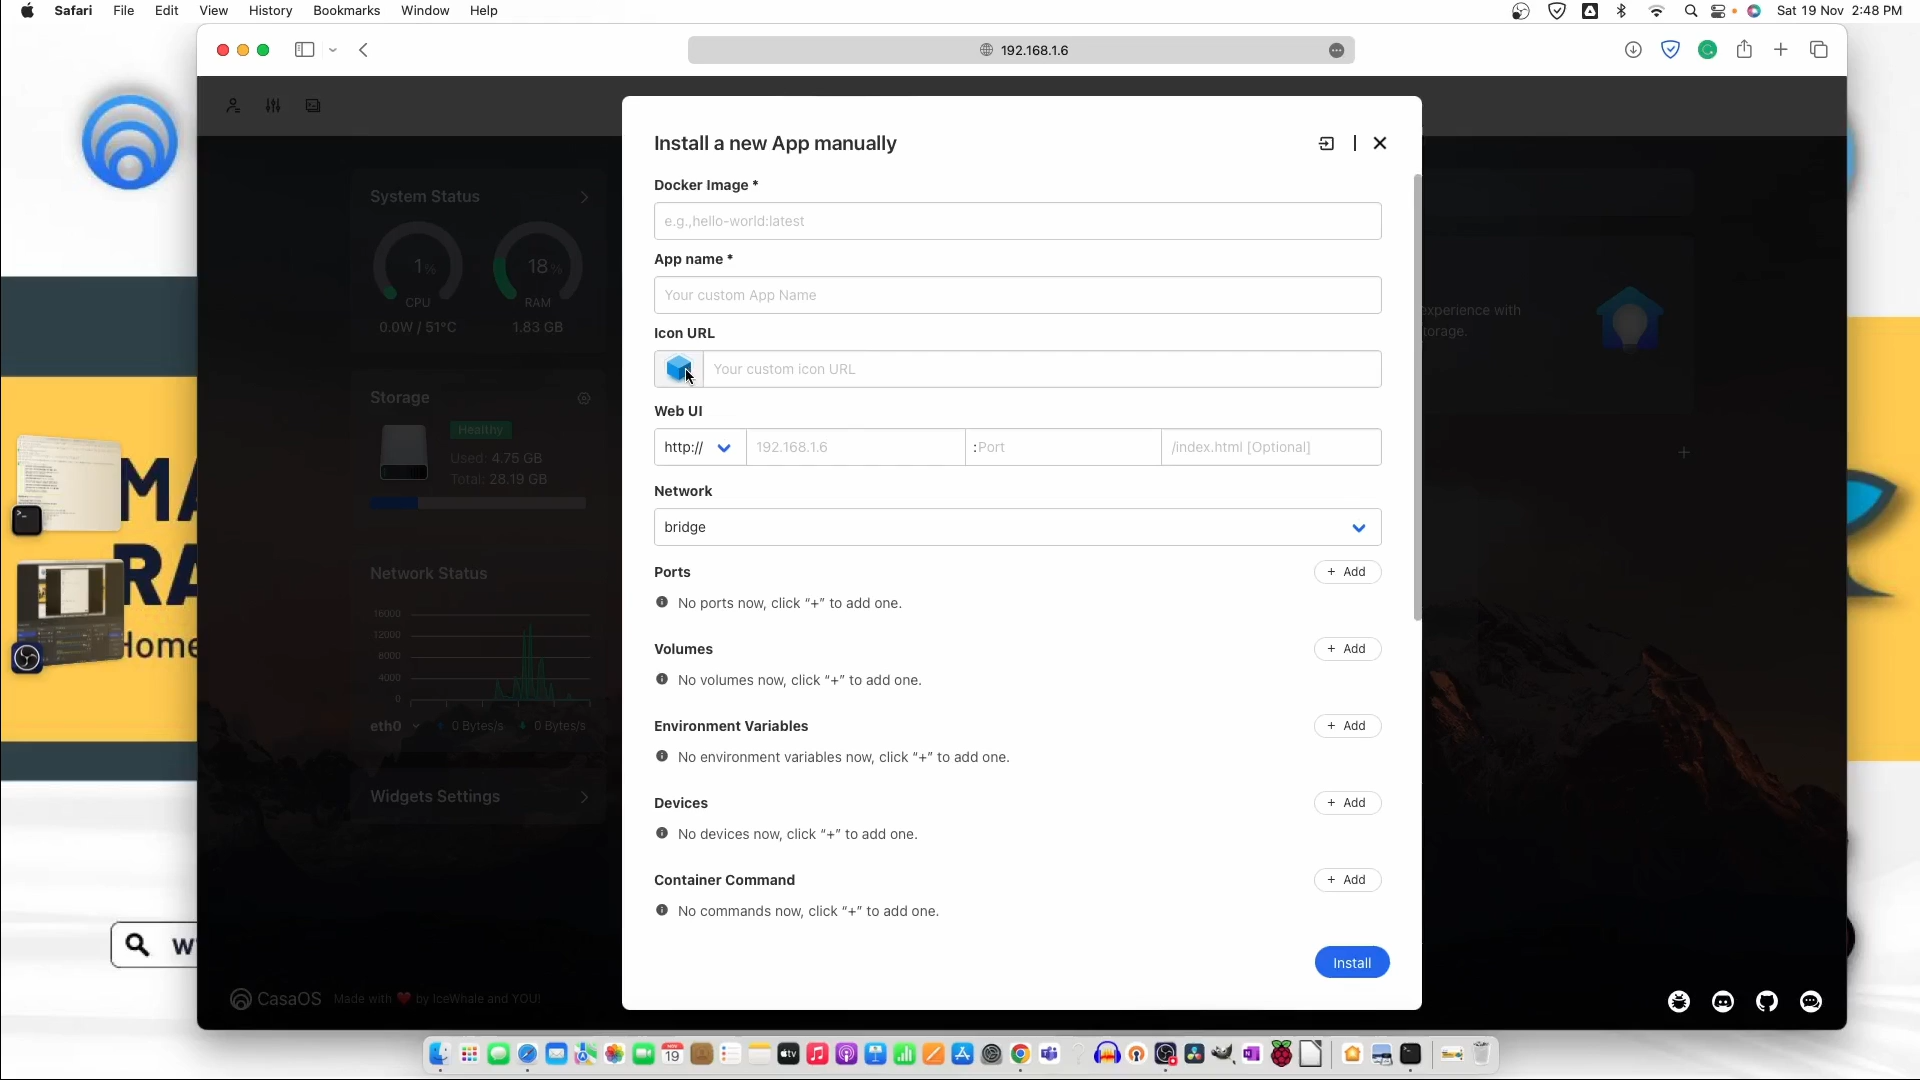 Safari File Edit View History Bookmarks Window Help
Sat 19 Nov 2:48 PM
192.168.1.6
Install a new App manually
Docker Image *
e.g.,hello-world:latest
App name *
Your custom App Name
Icon URL
Your custom icon URL
Web UI
http://
192.168.1.6
:Port
/index.html [Optional]
Network
bridge
Ports
+ Add
No ports now, click “+” to add one.
Volumes
+ Add
No volumes now, click “+” to add one.
Environment Variables
+ Add
No environment variables now, click “+” to add one.
Devices
+ Add
No devices now, click “+” to add one.
Container Command
+ Add
No commands now, click “+” to add one.
Install
System Status
1%
CPU
0.0W / 51°C
18%
RAM
1.83 GB
Storage
Healthy
Used: 4.75 GB
Total: 28.19 GB
Network Status
16000
12000
8000
4000
0
eth0
0 Bytes/s
0 Bytes/s
Widgets Settings
CasaOS
Made with ❤ by IceWhale and YOU!
experience with
orage.
MA
RA
Home
W
NOV
19
tv